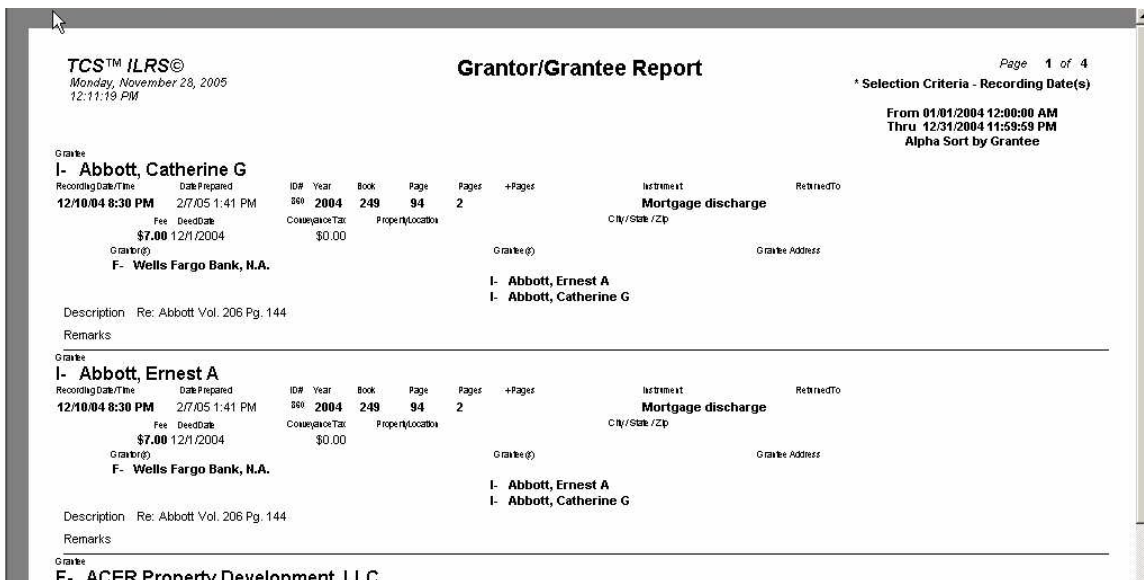 TCS™ ILRS© Grantor/Grantee Report Page 1 of 4
Monday, November 28, 2005 * Selection Criteria - Recording Date(s)
12:11:19 PM
From 01/01/2004 12:00:00 AM
Thru 12/31/2004 11:59:59 PM
Alpha Sort by Grantee
Grantee
I- Abbott, Catherine G
Recording Date/Time Date Prepared ID# Year Book Page Pages +Pages Instrument ReturnedTo
12/10/04 8:30 PM 2/7/05 1:41 PM 860 2004 249 94 2 Mortgage discharge
Fee DeedDate ConveyanceTax PropertyLocation City/State/Zip
$7.00 12/1/2004 $0.00
Grantor(s) Grantee(s) Grantee Address
F- Wells Fargo Bank, N.A.
I- Abbott, Ernest A
I- Abbott, Catherine G
Description Re: Abbott Vol. 206 Pg. 144
Remarks
Grantee
I- Abbott, Ernest A
Recording Date/Time Date Prepared ID# Year Book Page Pages +Pages Instrument ReturnedTo
12/10/04 8:30 PM 2/7/05 1:41 PM 860 2004 249 94 2 Mortgage discharge
Fee DeedDate ConveyanceTax PropertyLocation City/State/Zip
$7.00 12/1/2004 $0.00
Grantor(s) Grantee(s) Grantee Address
F- Wells Fargo Bank, N.A.
I- Abbott, Ernest A
I- Abbott, Catherine G
Description Re: Abbott Vol. 206 Pg. 144
Remarks
Grantee
F- ACER Property Development, LLC